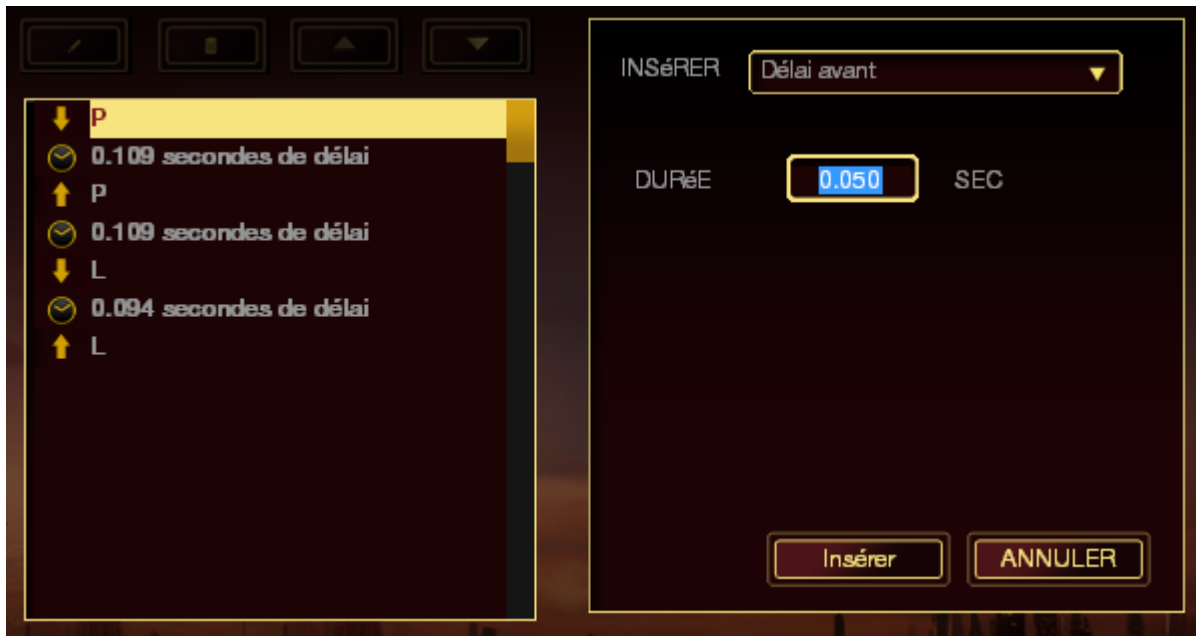 P
0.109 secondes de délai
P
0.109 secondes de délai
L
0.094 secondes de délai
L
INSéRER Délai avant
DURéE 0.050 SEC
Insérer ANNULER